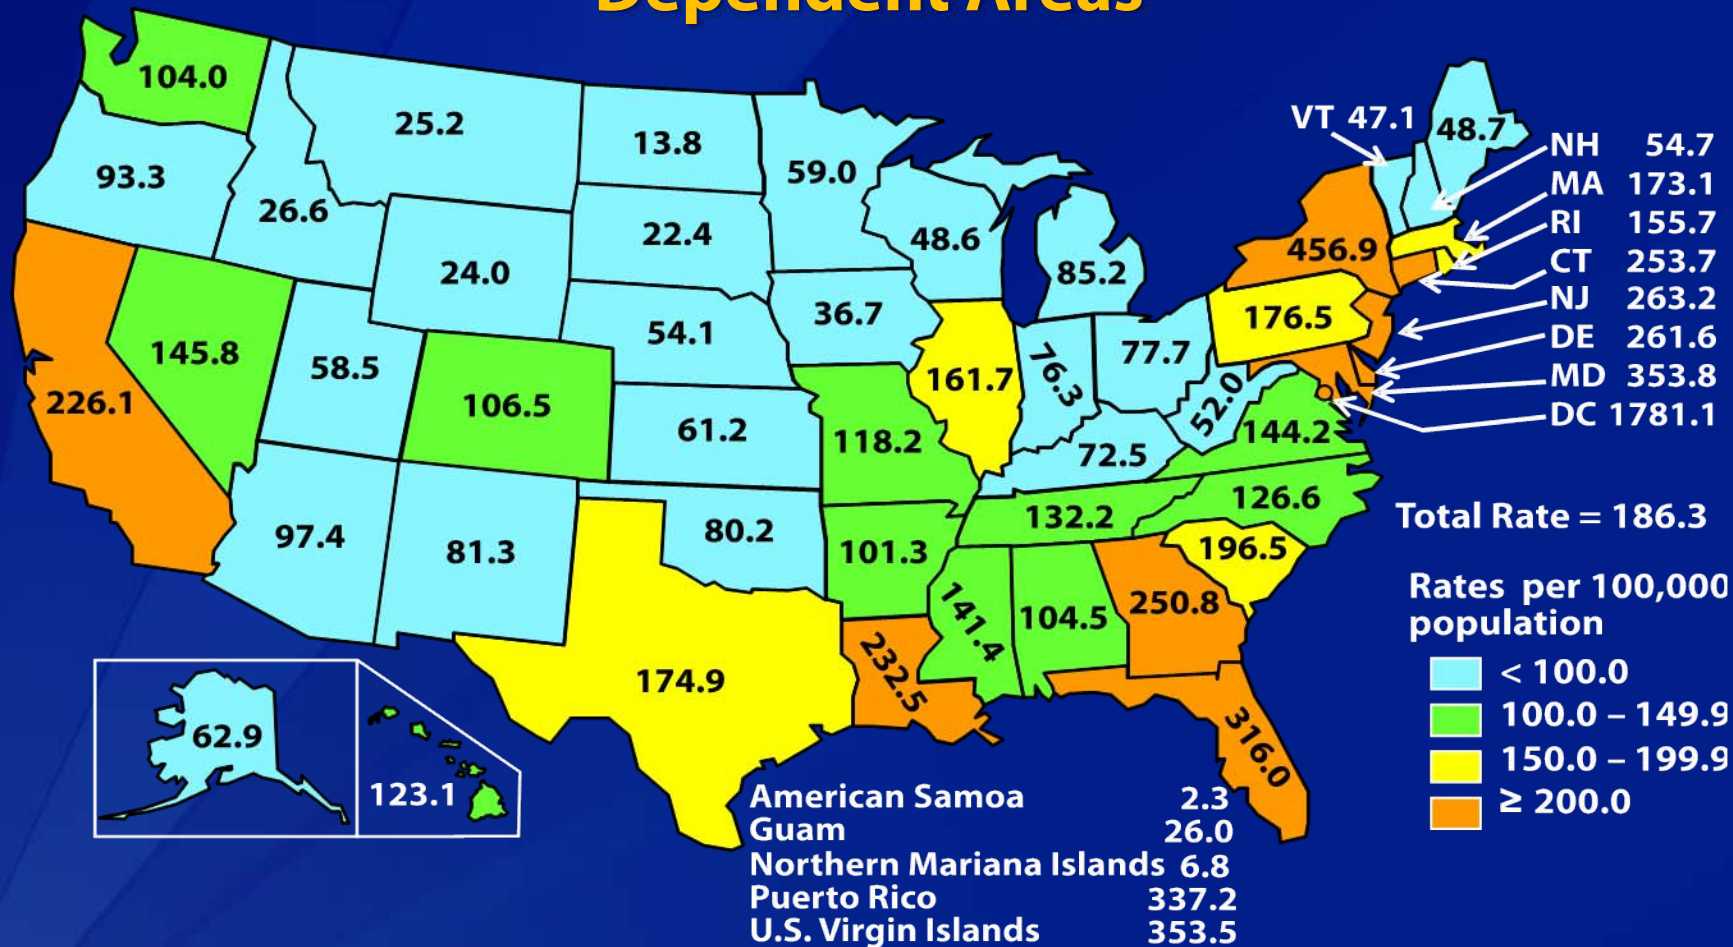 Dependent Areas
104.0
25.2
13.8
59.0
VT 47.1
48.7
NH 54.7
MA 173.1
RI 155.7
CT 253.7
NJ 263.2
DE 261.6
MD 353.8
DC 1781.1
93.3
26.6
22.4
48.6
85.2
456.9
24.0
36.7
176.5
145.8
58.5
54.1
161.7
76.3
77.7
52.0
226.1
106.5
61.2
118.2
72.5
144.2
97.4
81.3
80.2
101.3
132.2
126.6
196.5
Total Rate = 186.3
141.4
104.5
250.8
174.9
232.5
316.0
62.9
123.1
Rates per 100,000
population
< 100.0
100.0 – 149.9
150.0 – 199.9
≥ 200.0
American Samoa 2.3
Guam 26.0
Northern Mariana Islands 6.8
Puerto Rico 337.2
U.S. Virgin Islands 353.5